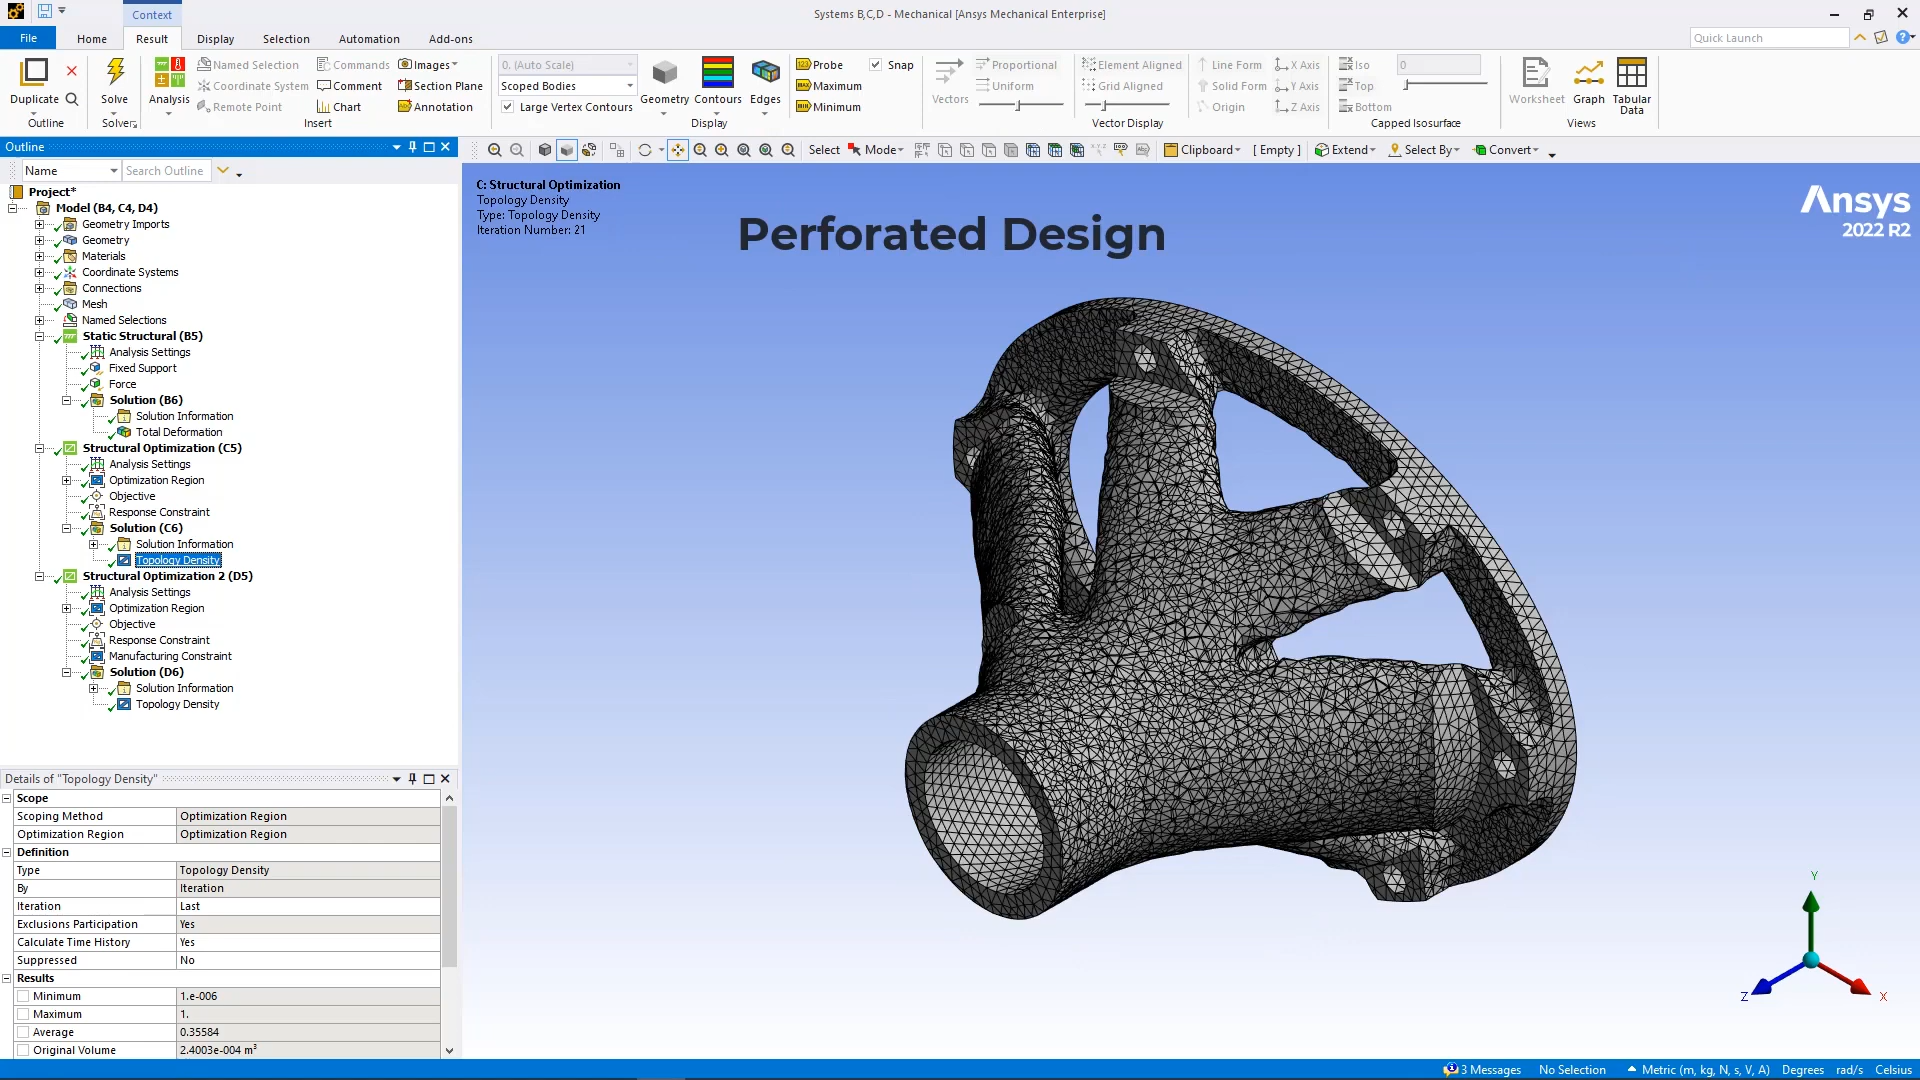 Context
Systems B,C,D - Mechanical [Ansys Mechanical Enterprise]
File Home Result Display Selection Automation Add-ons
Quick Launch
Duplicate
Outline
Solve
Solver
Analysis
Named Selection
Coordinate System
Remote Point
Commands
Comment
Chart
Images
Section Plane
Annotation
Insert
0. (Auto Scale)
Scoped Bodies
Large Vertex Contours
Geometry Contours Edges
Display
Probe
Maximum
Minimum
Snap
Vectors
Proportional
Uniform
Element Aligned
Grid Aligned
Line Form
Solid Form
Origin
X Axis
Y Axis
Z Axis
Vector Display
Iso
Top
Bottom
0
Capped Isosurface
Worksheet Graph Tabular
Data
Views
Outline
Select Mode Clipboard [ Empty ] Extend Select By Convert
Name Search Outline
Project*
Model (B4, C4, D4)
Geometry Imports
Geometry
Materials
Coordinate Systems
Connections
Mesh
Named Selections
Static Structural (B5)
Analysis Settings
Fixed Support
Force
Solution (B6)
Solution Information
Total Deformation
Structural Optimization (C5)
Analysis Settings
Optimization Region
Objective
Response Constraint
Solution (C6)
Solution Information
Topology Density
Structural Optimization 2 (D5)
Analysis Settings
Optimization Region
Objective
Response Constraint
Manufacturing Constraint
Solution (D6)
Solution Information
Topology Density
Details of "Topology Density"
Scope
Scoping Method Optimization Region
Optimization Region Optimization Region
Definition
Type Topology Density
By Iteration
Iteration Last
Exclusions Participation Yes
Calculate Time History Yes
Suppressed No
Results
Minimum 1.e-006
Maximum 1.
Average 0.35584
Original Volume 2.4003e-004 m³
C: Structural Optimization
Topology Density
Type: Topology Density
Iteration Number: 21
Perforated Design
Ansys
2022 R2
Y
Z
X
3 Messages No Selection Metric (m, kg, N, s, V, A) Degrees rad/s Celsius